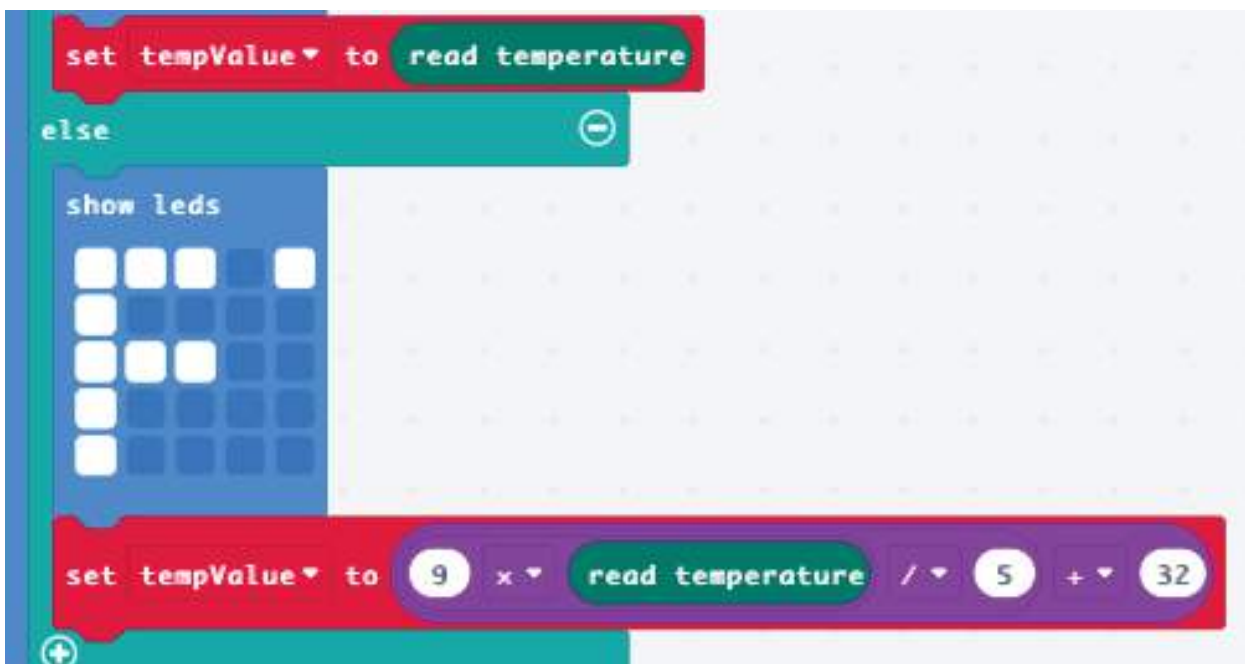 set tempValue to read temperature
else
show leds
set tempValue to 9 × read temperature / 5 + 32